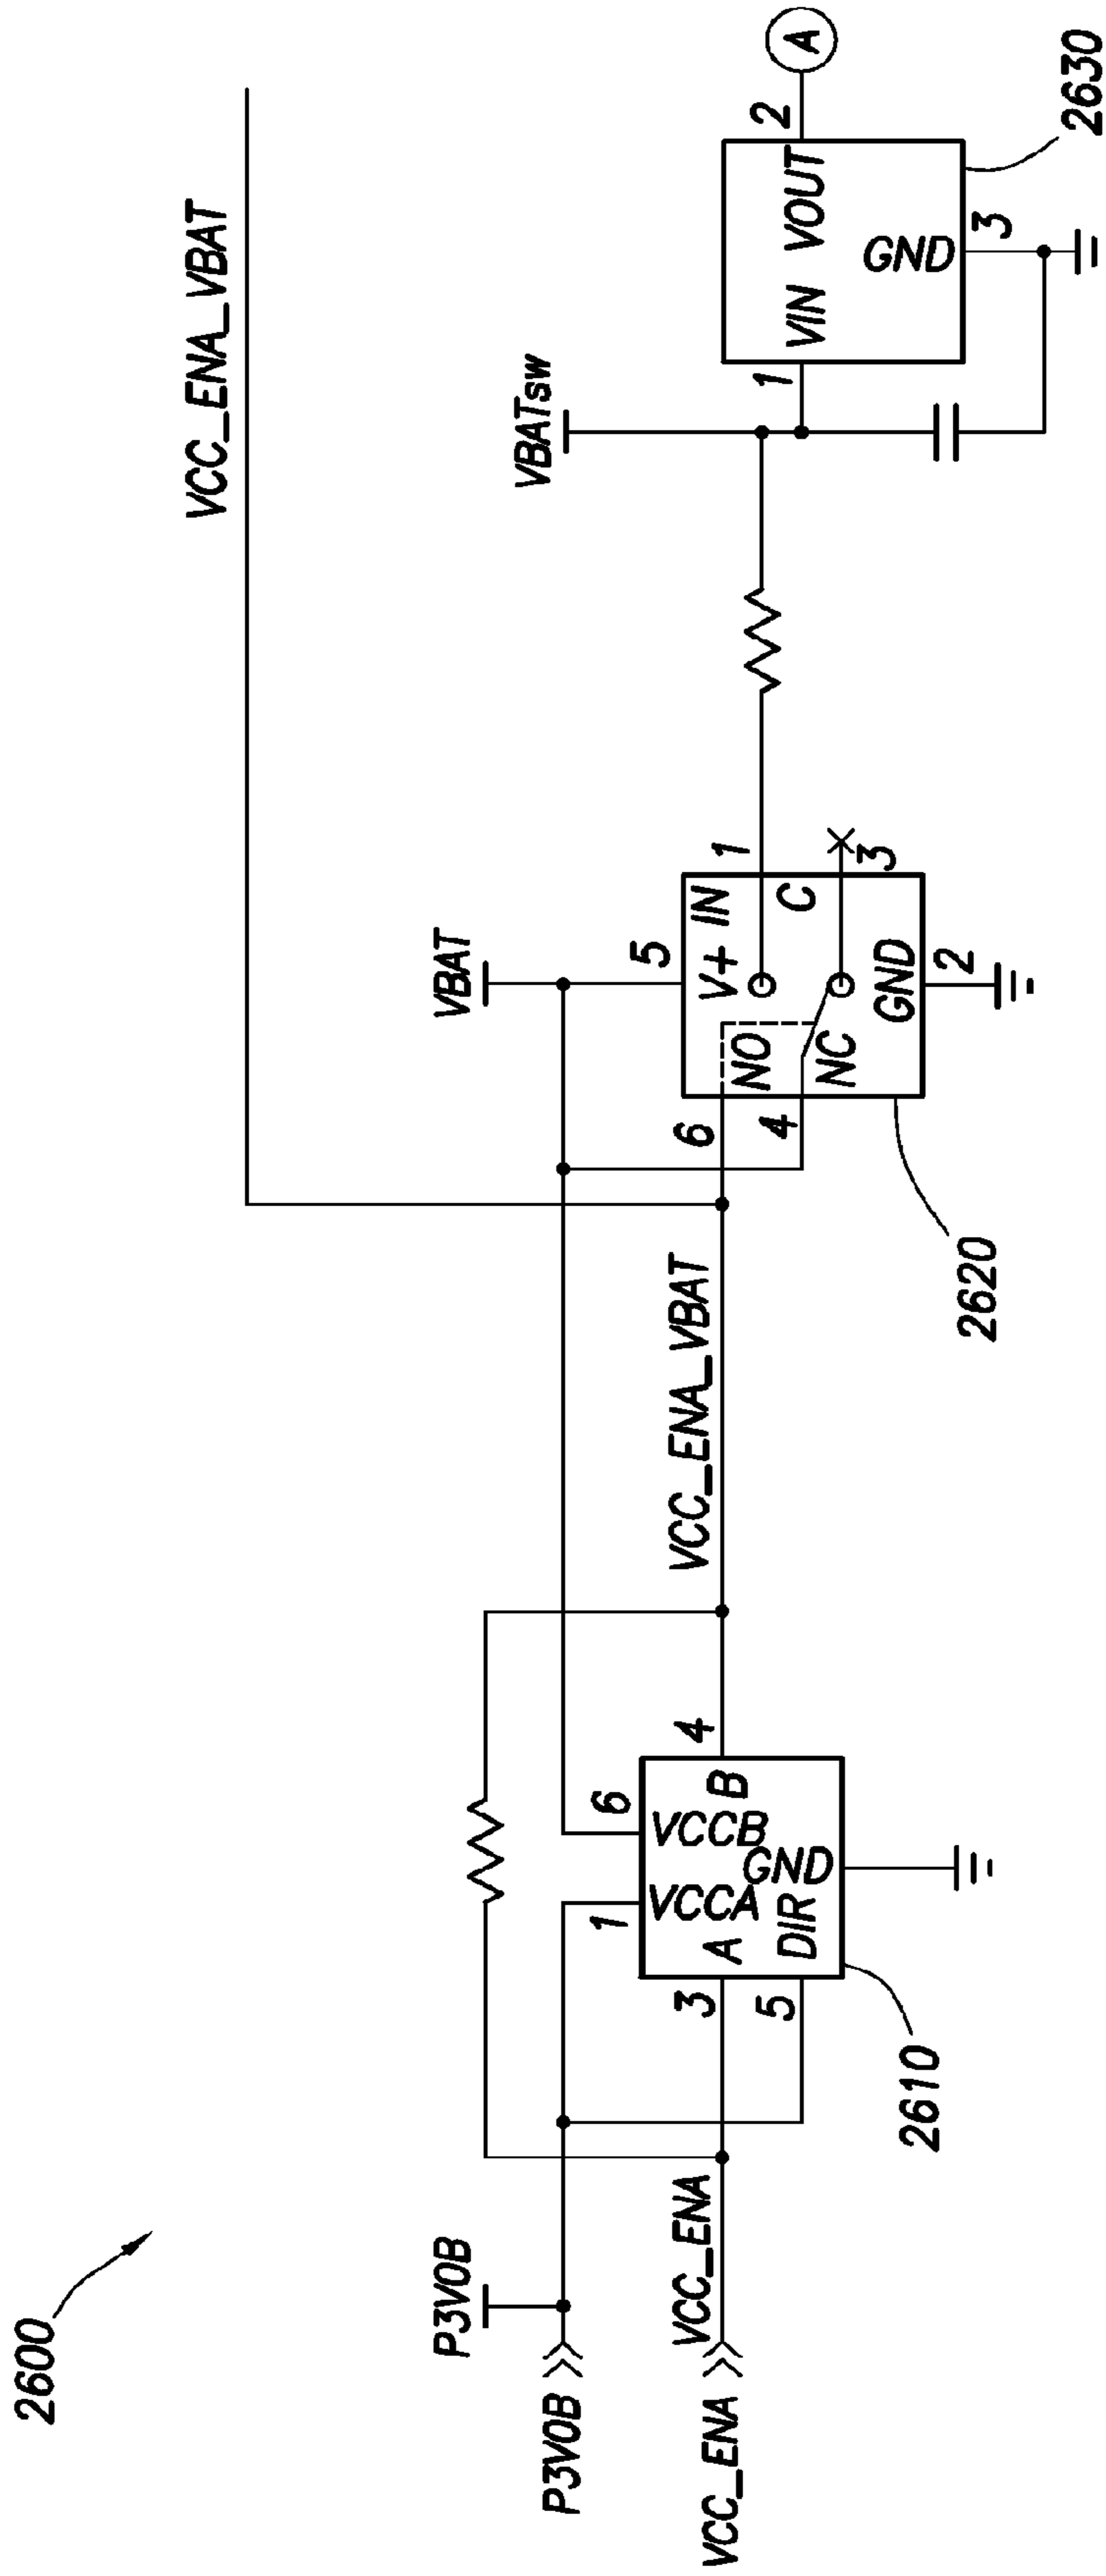 2600
VCC_ENA_VBAT
P3V0B
P3V0B
VCC_ENA
VCC_ENA
1
6
VCCA
VCCB
3
A
B
4
5
DIR
GND
2610
VCC_ENA_VBAT
VBAT
5
6
V+
IN
1
NO
4
NC
C
3
GND
2
2620
VBATSW
1
VIN
VOUT
2
A
GND
3
2630